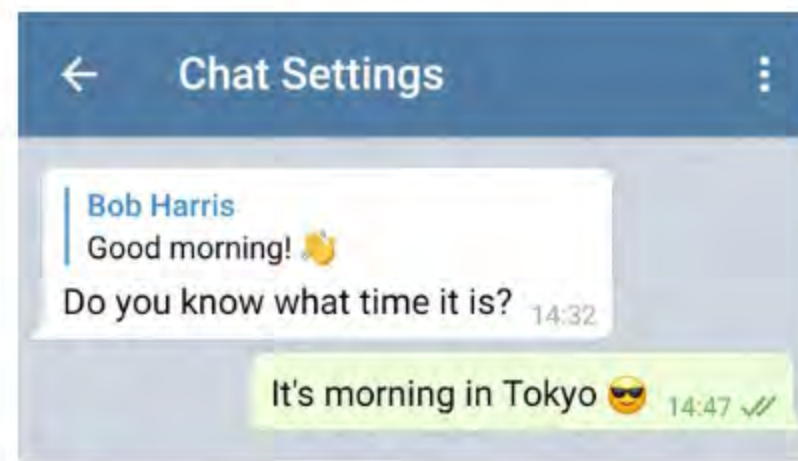 Chat Settings
Bob Harris
Good morning! 👋
Do you know what time it is? 14:32
It's morning in Tokyo 😎 14:47